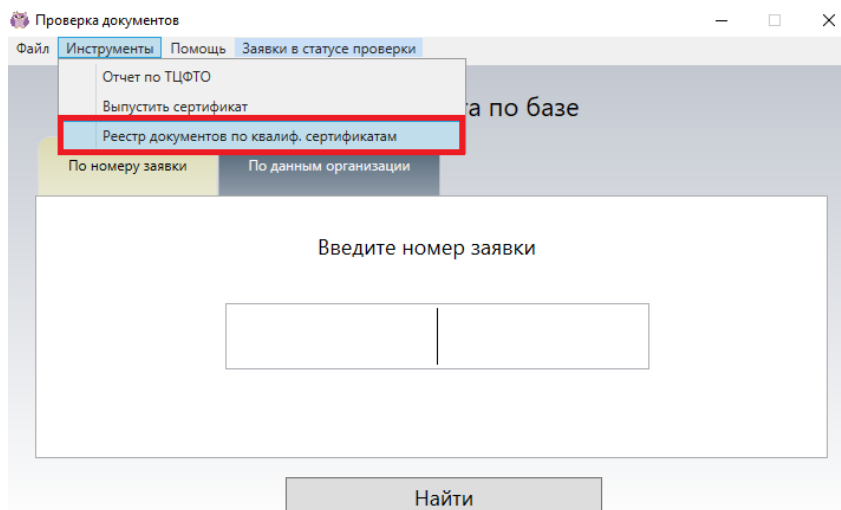 Проверка документов
Файл Инструменты Помощь Заявки в статусе проверки
Отчет по ТЦФТО
Выпустить сертификат
а по базе
Реестр документов по квалиф. сертификатам
По номеру заявки По данным организации
Введите номер заявки
Найти